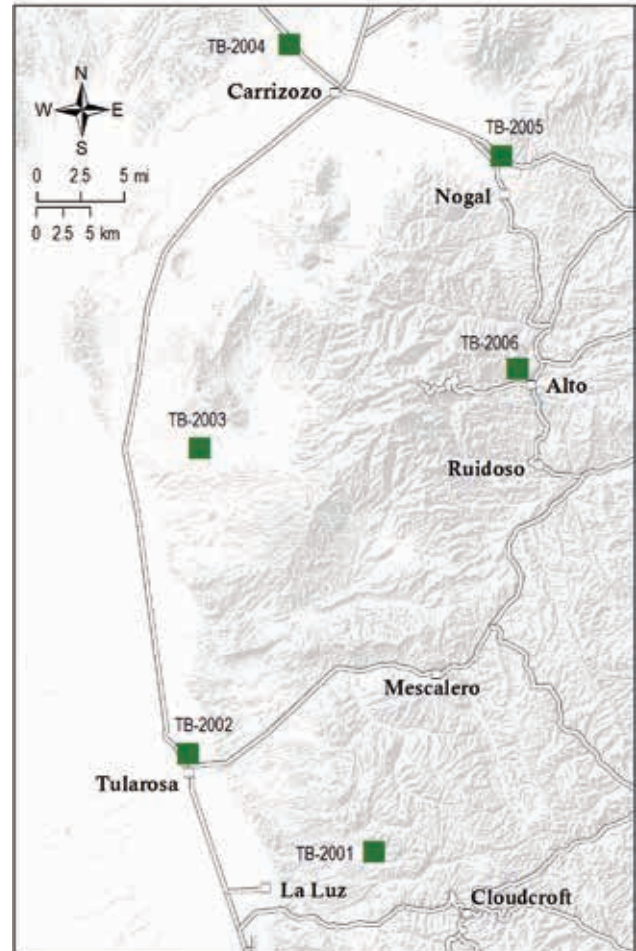 TB-2004
Carrizozo
N
W E
S
TB-2005
0 2.5 5 mi
Nogal
0 2.5 5 km
TB-2006
Alto
TB-2003
Ruidoso
Mescalero
TB-2002
Tularosa
TB-2001
La Luz
Cloudcroft